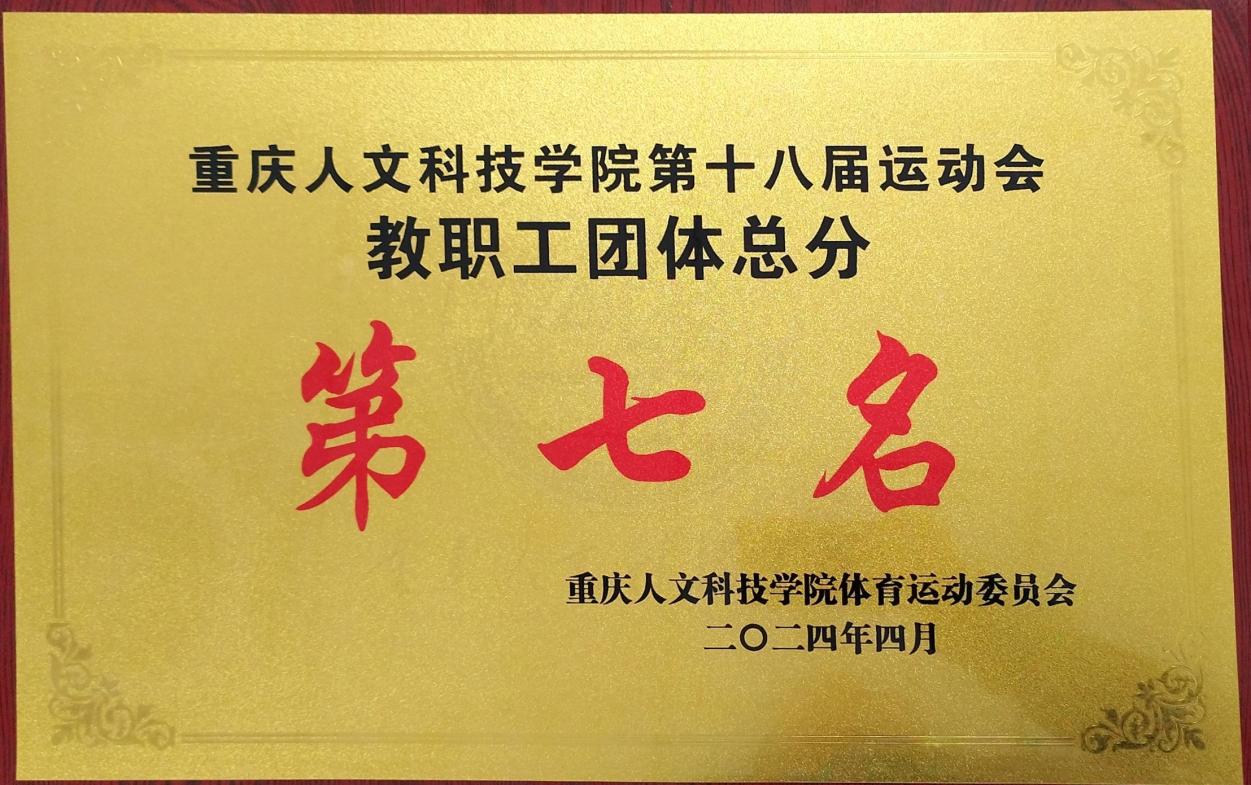 重庆人文科技学院第十八届运动会
教职工团体总分
第七名
重庆人文科技学院体育运动委员会
二〇二四年四月